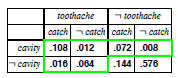 toothache ¬ toothache
catch ¬ catch catch ¬ catch
cavity .108 .012 .072 .008
¬ cavity .016 .064 .144 .576